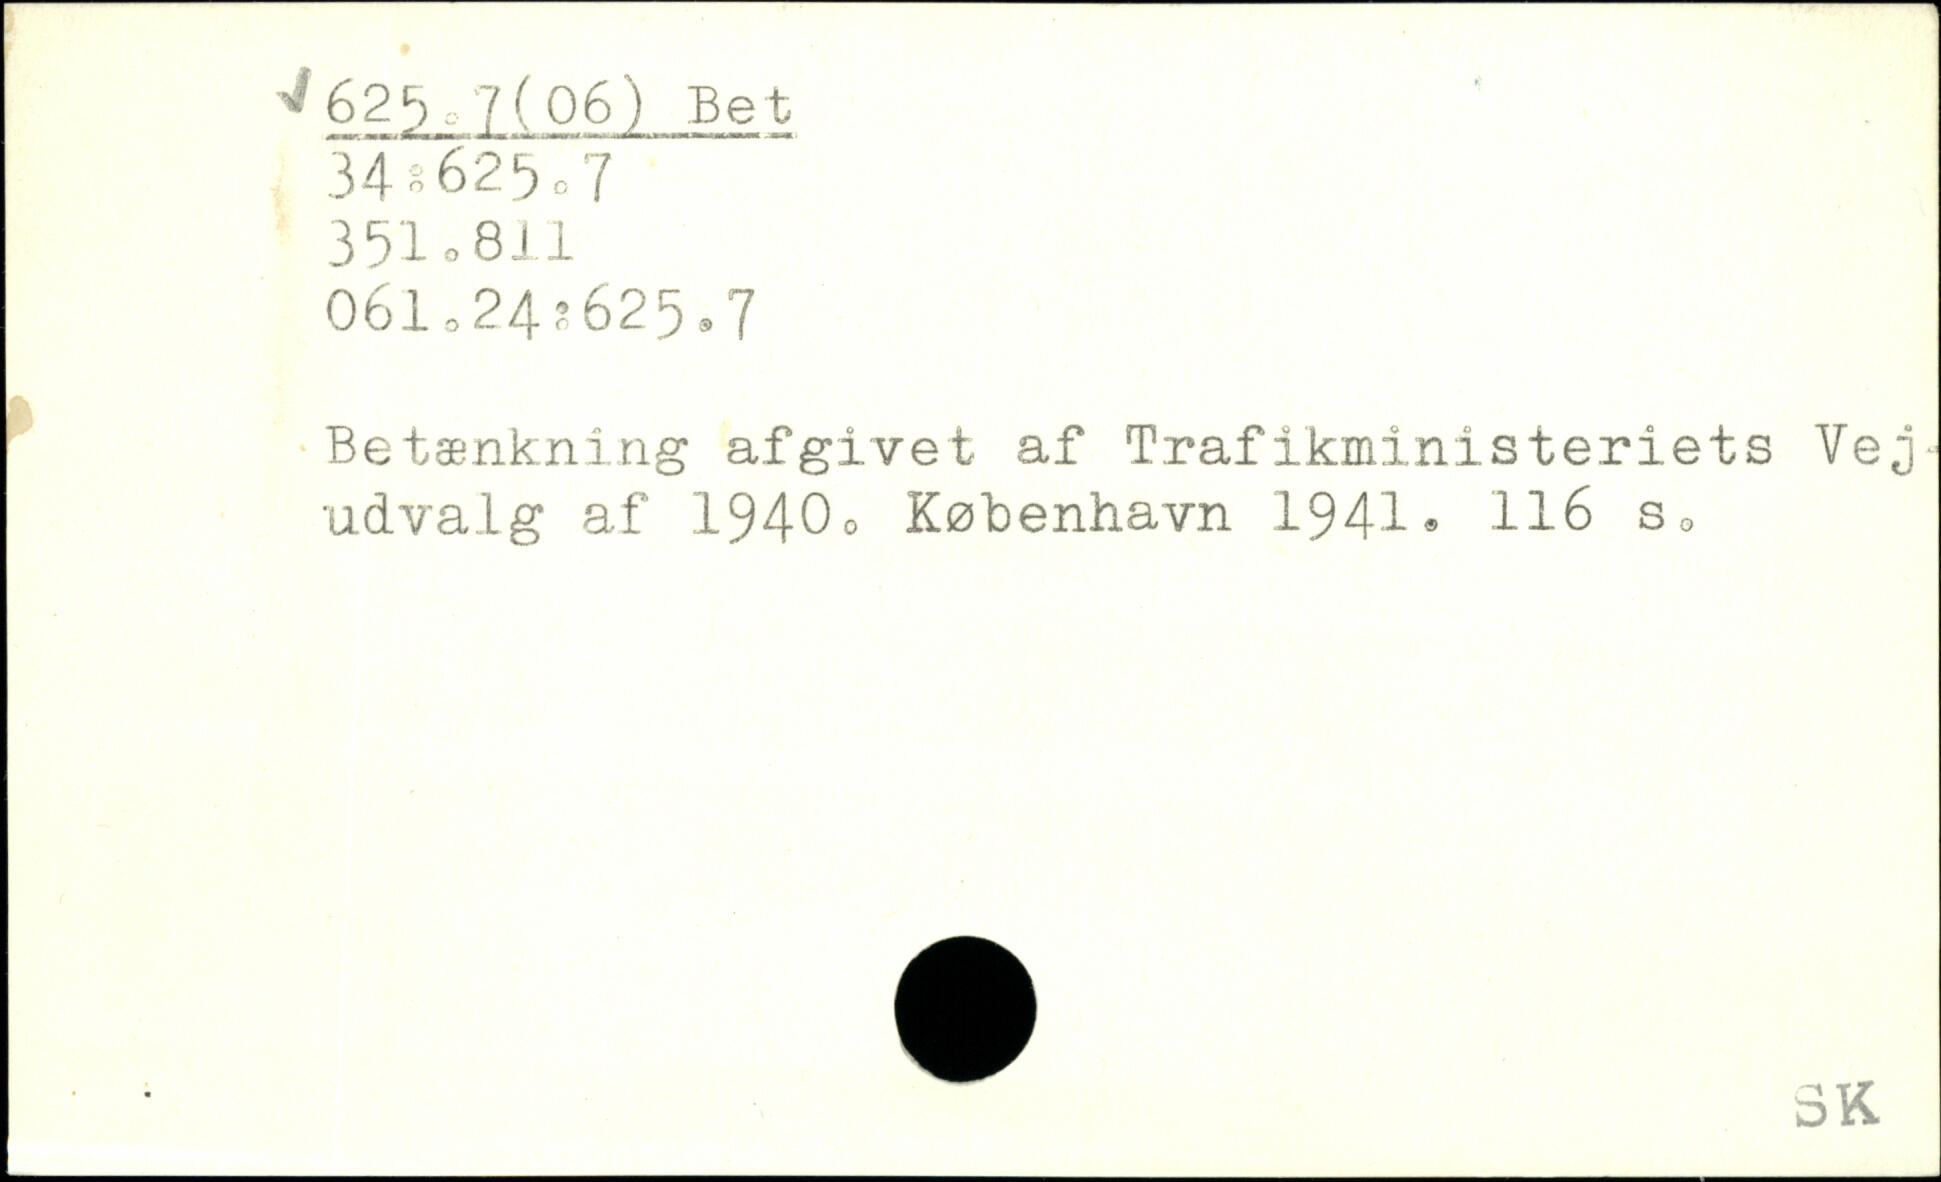 ✓ 625.7(06) Bet
34:625.7
351.811
061.24:625.7
Betænkning afgivet af Trafikministeriets Vej-
udvalg af 1940. København 1941. 116 s.
SK